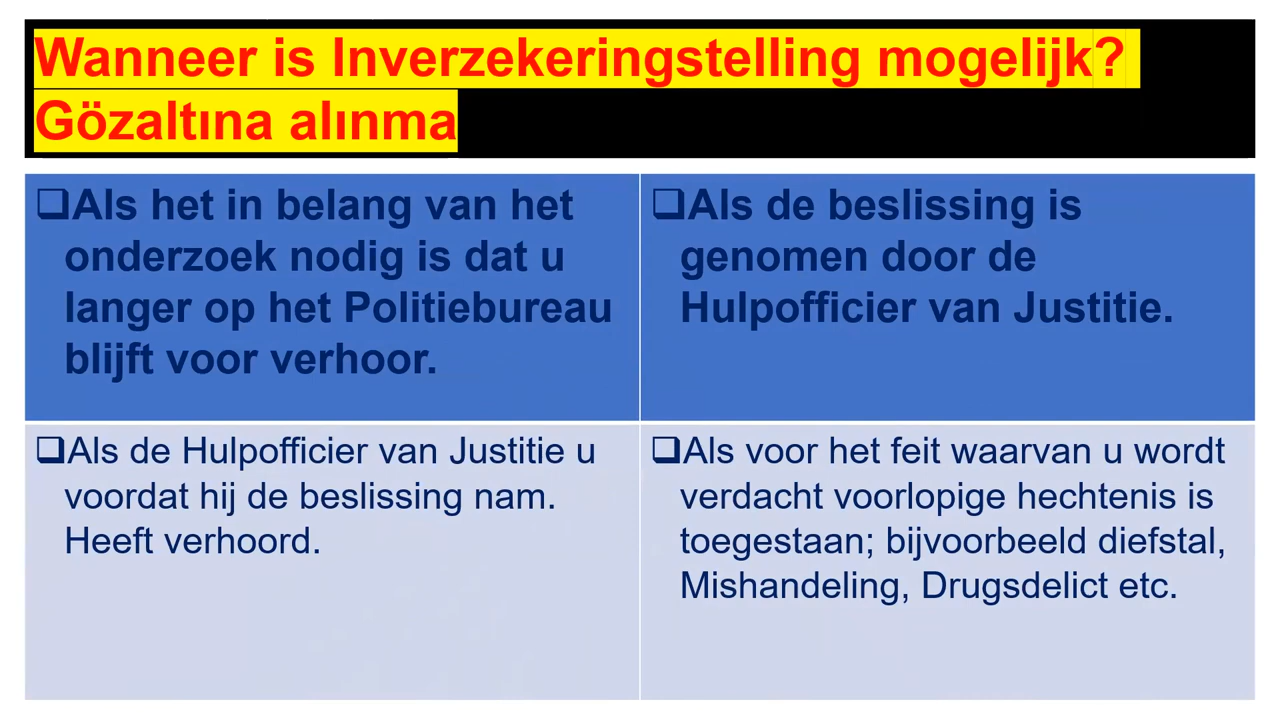 Wanneer is Inverzekeringstelling mogelijk?
Gözaltına alınma
❑Als het in belang van het
onderzoek nodig is dat u
langer op het Politiebureau
blijft voor verhoor.
❑Als de beslissing is
genomen door de
Hulpofficier van Justitie.
❑Als de Hulpofficier van Justitie u
voordat hij de beslissing nam.
Heeft verhoord.
❑Als voor het feit waarvan u wordt
verdacht voorlopige hechtenis is
toegestaan; bijvoorbeeld diefstal,
Mishandeling, Drugsdelict etc.